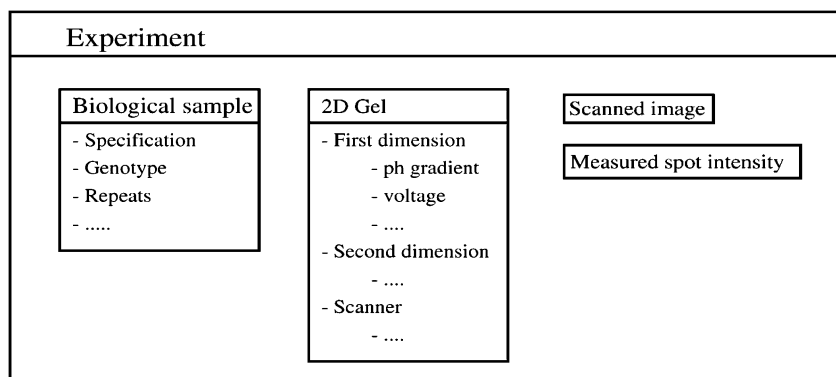 Experiment
Biological sample
- Specification
- Genotype
- Repeats
- .....
2D Gel
- First dimension
- ph gradient
- voltage
- ....
- Second dimension
- ....
- Scanner
- ....
Scanned image
Measured spot intensity